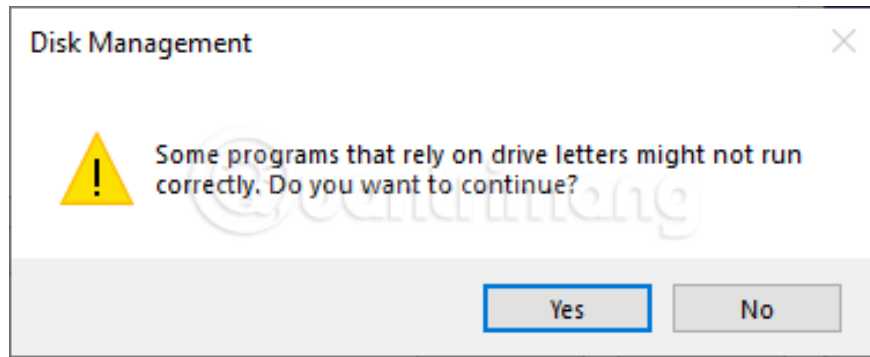 Disk Management
Some programs that rely on drive letters might not run
correctly. Do you want to continue?
@quantrimang
Yes
No